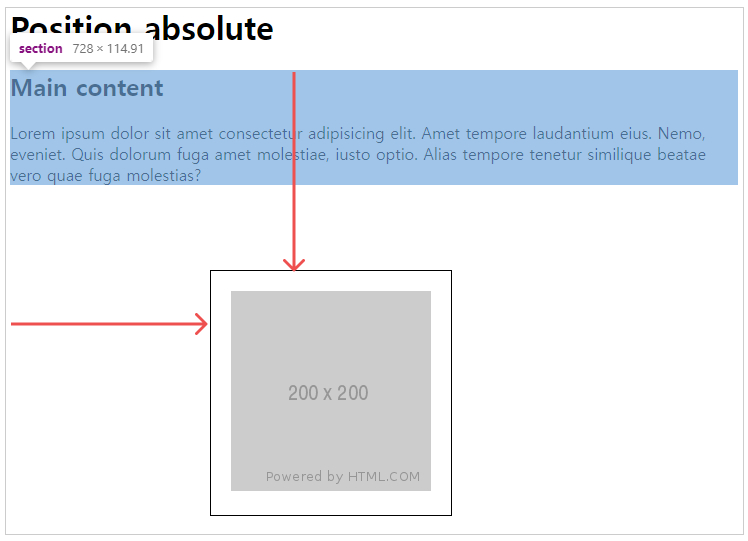 Position absolute
section 728 × 114.91
Main content
Lorem ipsum dolor sit amet consectetur adipisicing elit. Amet tempore laudantium eius. Nemo,
eveniet. Quis dolorum fuga amet molestiae, iusto optio. Alias tempore tenetur similique beatae
vero quae fuga molestias?
200 x 200
Powered by HTML.COM